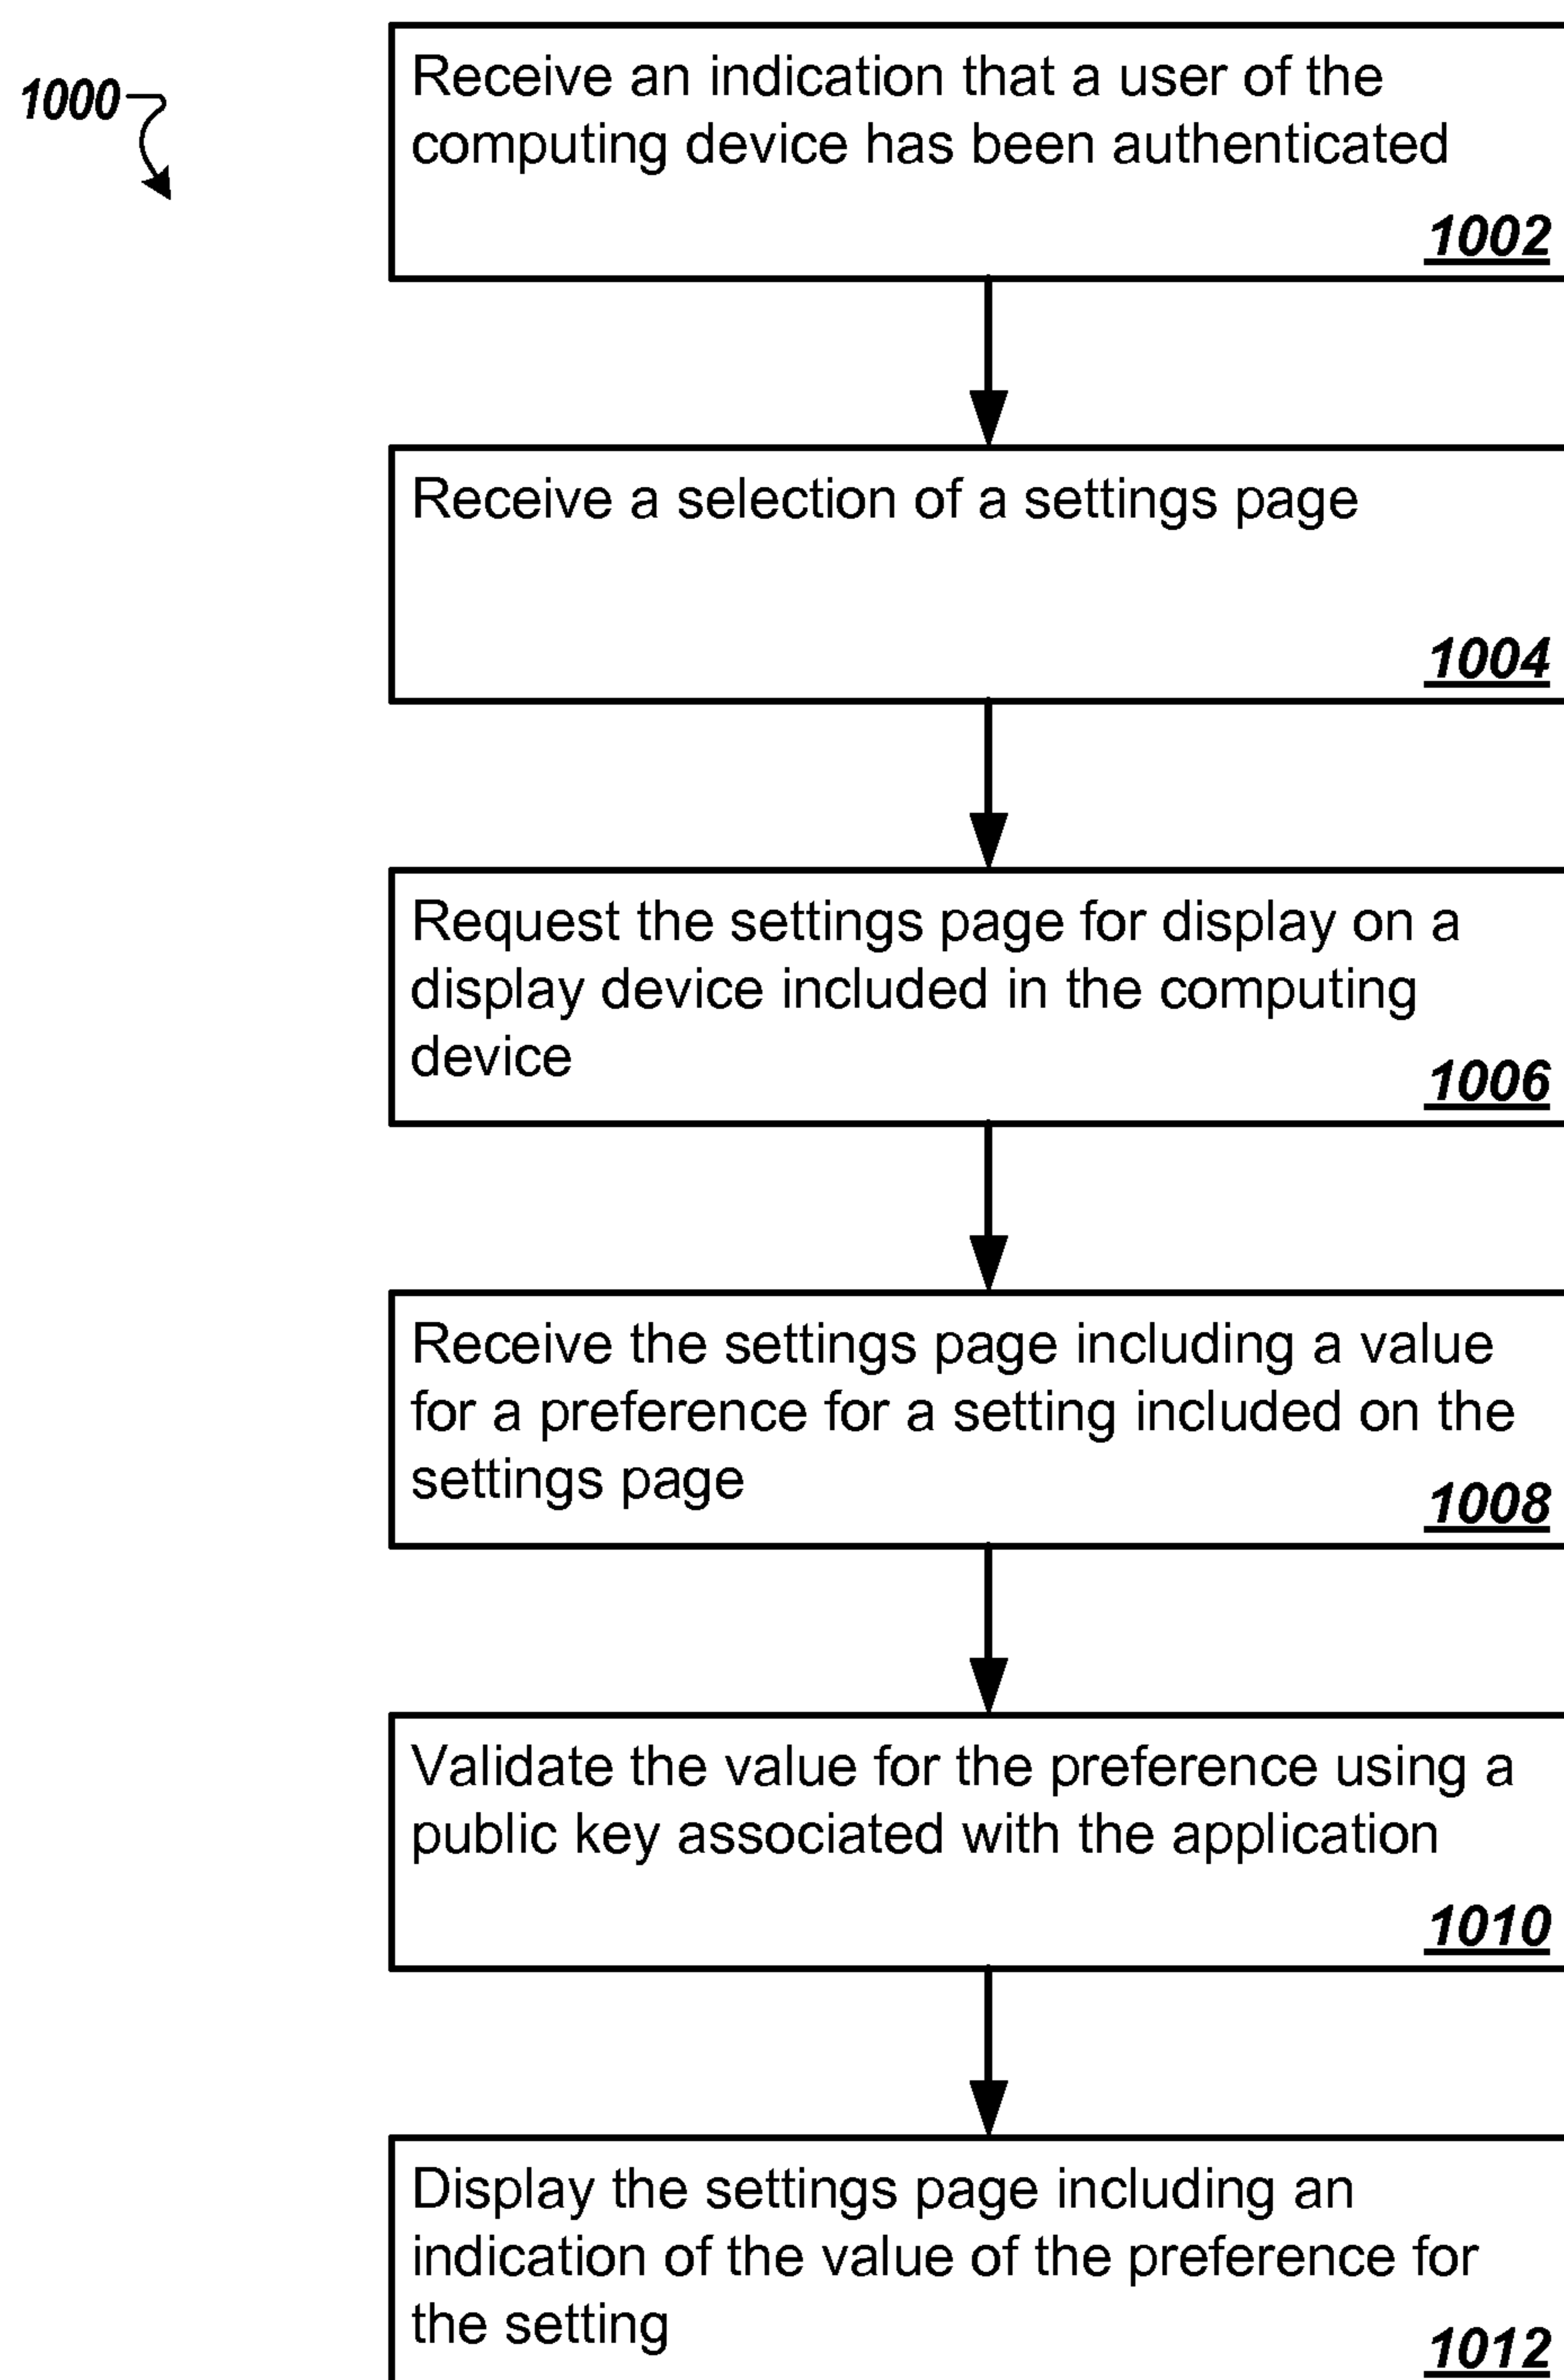 1000
Receive an indication that a user of the
computing device has been authenticated
1002
Receive a selection of a settings page
1004
Request the settings page for display on a
display device included in the computing
device
1006
Receive the settings page including a value
for a preference for a setting included on the
settings page
1008
Validate the value for the preference using a
public key associated with the application
1010
Display the settings page including an
indication of the value of the preference for
the setting
1012